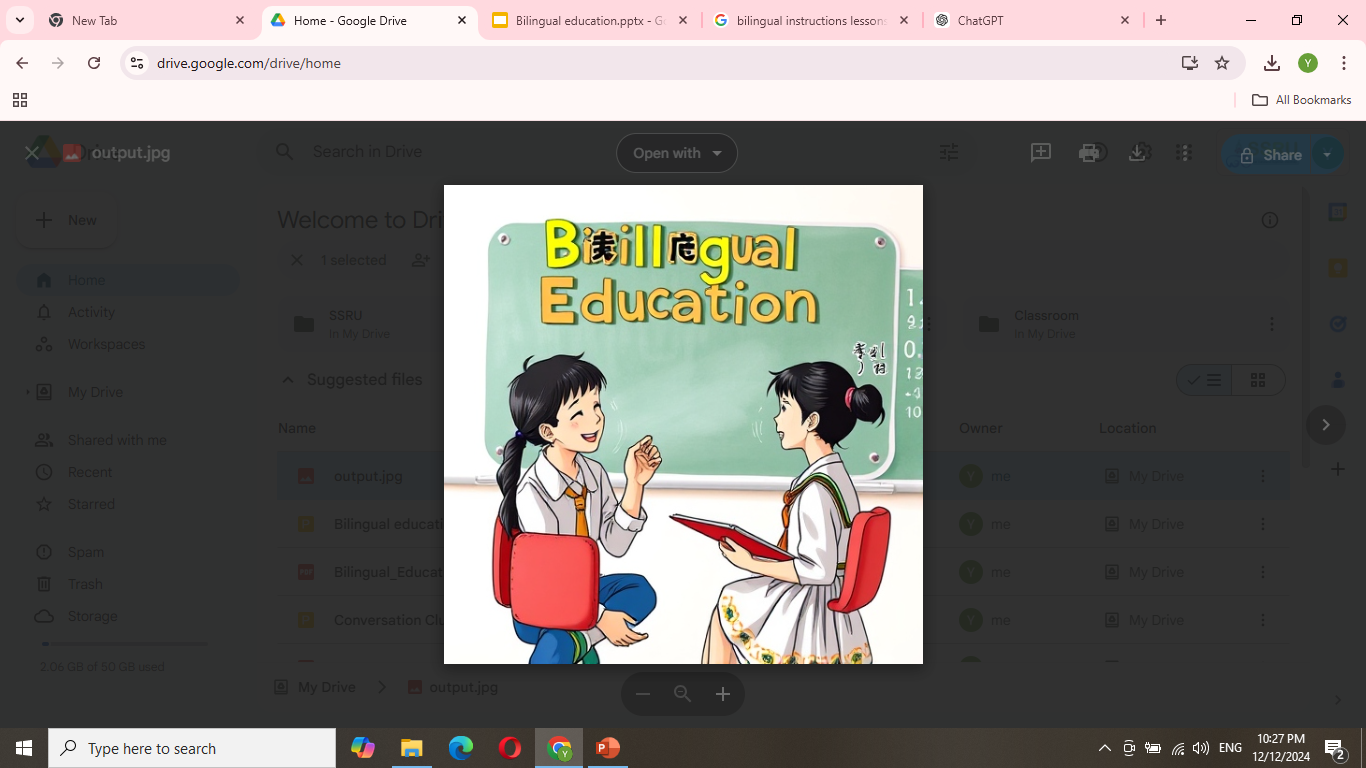 New Tab
Home - Google Drive
Bilingual education.pptx - Go
bilingual instructions lessons
ChatGPT
drive.google.com/drive/home
All Bookmarks
Drive
output.jpg
Search in Drive
Open with
Share
New
Welcome to Dri
1 selected
Home
Activity
Workspaces
My Drive
Shared with me
Recent
Starred
Spam
Trash
Storage
2.06 GB of 50 GB used
SSRU
In My Drive
Classroom
In My Drive
Suggested files
Name
Owner
Location
output.jpg
me
My Drive
Bilingual educati
me
My Drive
Bilingual_Educat
me
My Drive
Conversation Clu
me
My Drive
Education
My Drive
output.jpg
Type here to search
ENG
10:27 PM
12/12/2024
2